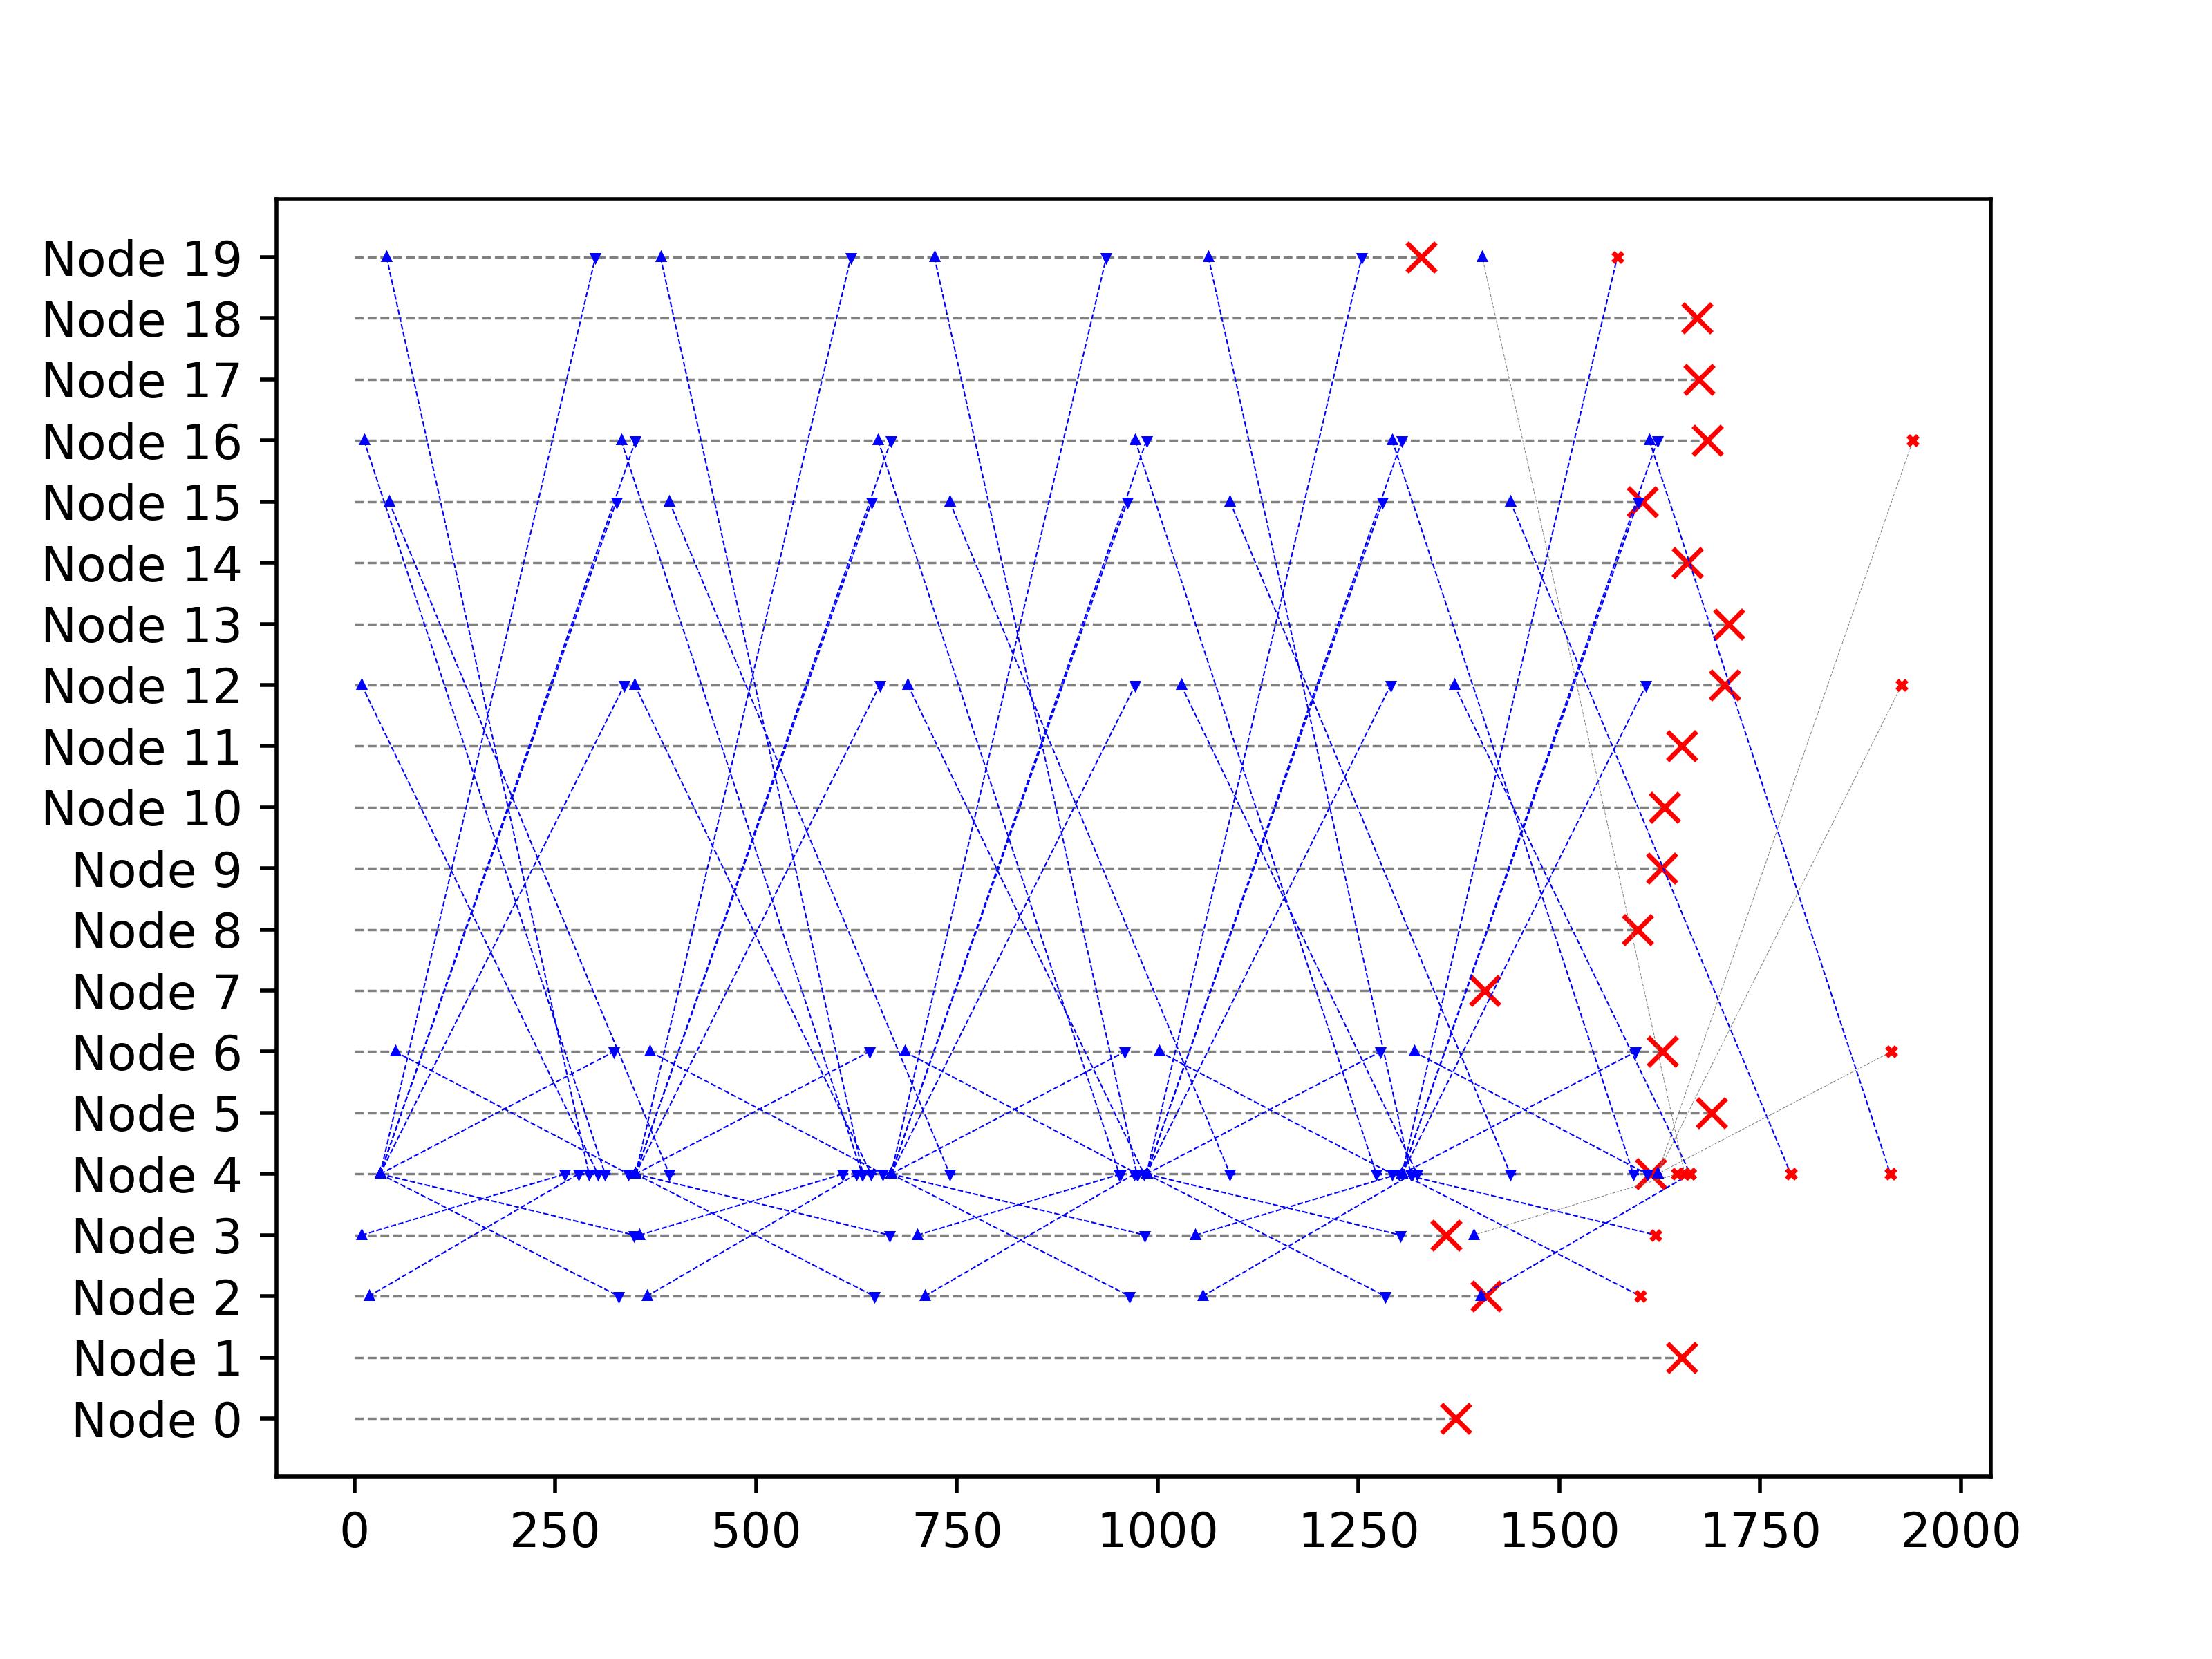 Node 19
Node 18
Node 17
Node 16
Node 15
Node 14
Node 13
Node 12
Node 11
Node 10
Node 9
Node 8
Node 7
Node 6
Node 5
Node 4
Node 3
Node 2
Node 1
Node 0
0 250 500 750 1000 1250 1500 1750 2000